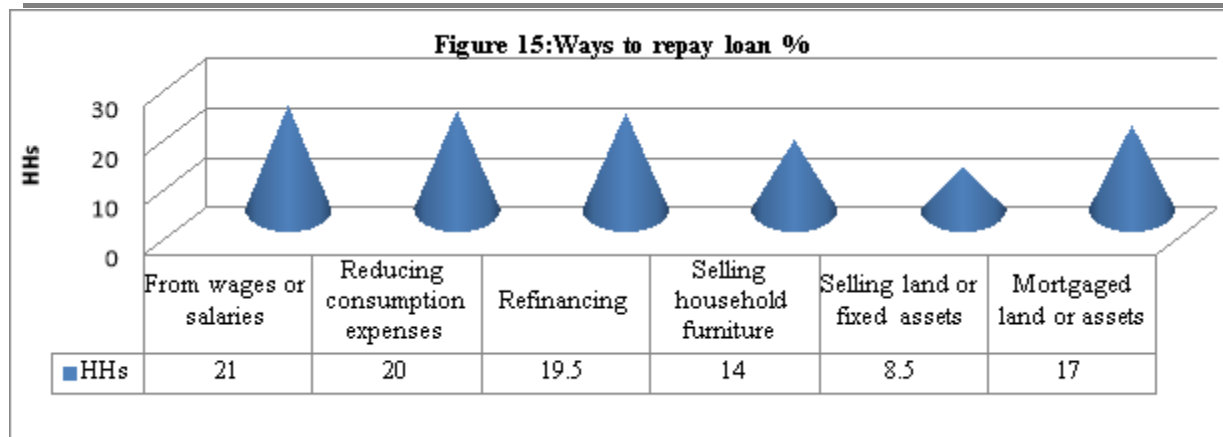 Figure 15:Ways to repay loan %
30
20
10
0
HHs
From wages or
salaries
Reducing
consumption
expenses
Refinancing
Selling
household
furniture
Selling land or
fixed assets
Mortgaged
land or assets
HHs 21 20 19.5 14 8.5 17